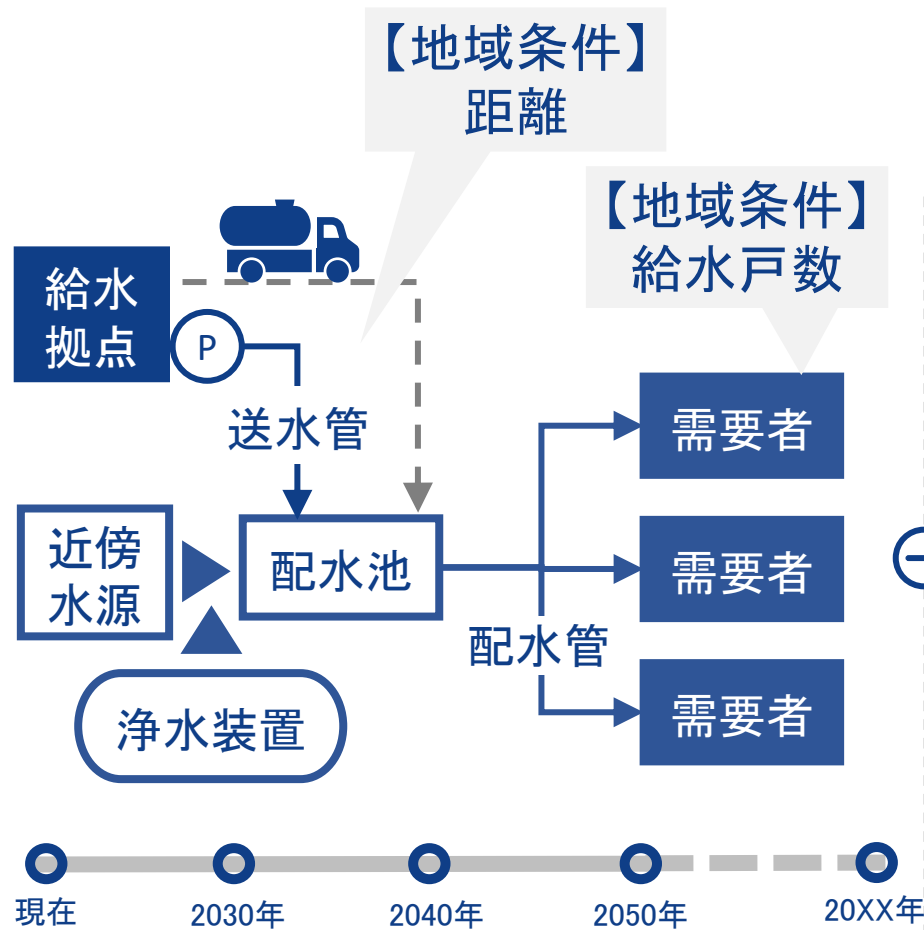 【地域条件】
距離
【地域条件】
給水戸数
給水
拠点
P
送水管
需要者
近傍
水源
配水池
需要者
配水管
浄水装置
需要者
現在
2030年
2040年
2050年
20XX年